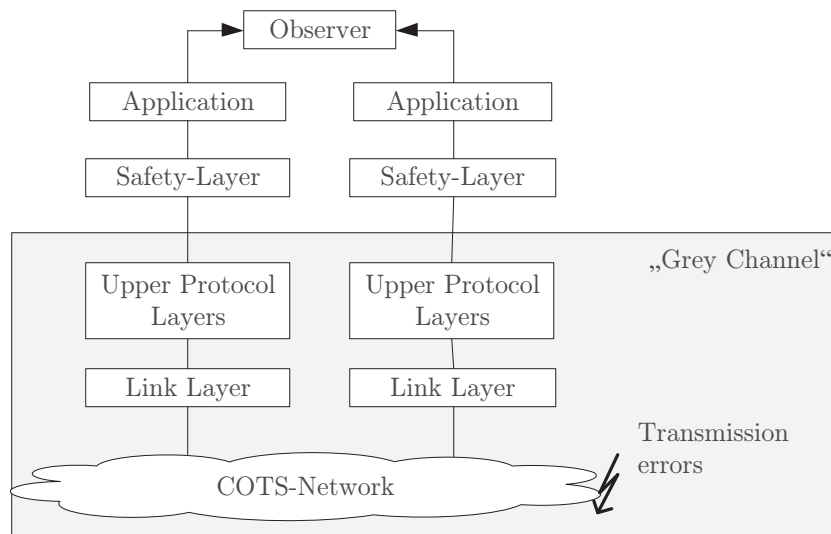 Observer
Application
Application
Safety-Layer
Safety-Layer
„Grey Channel“
Upper Protocol
Layers
Upper Protocol
Layers
Link Layer
Link Layer
Transmission
errors
COTS-Network